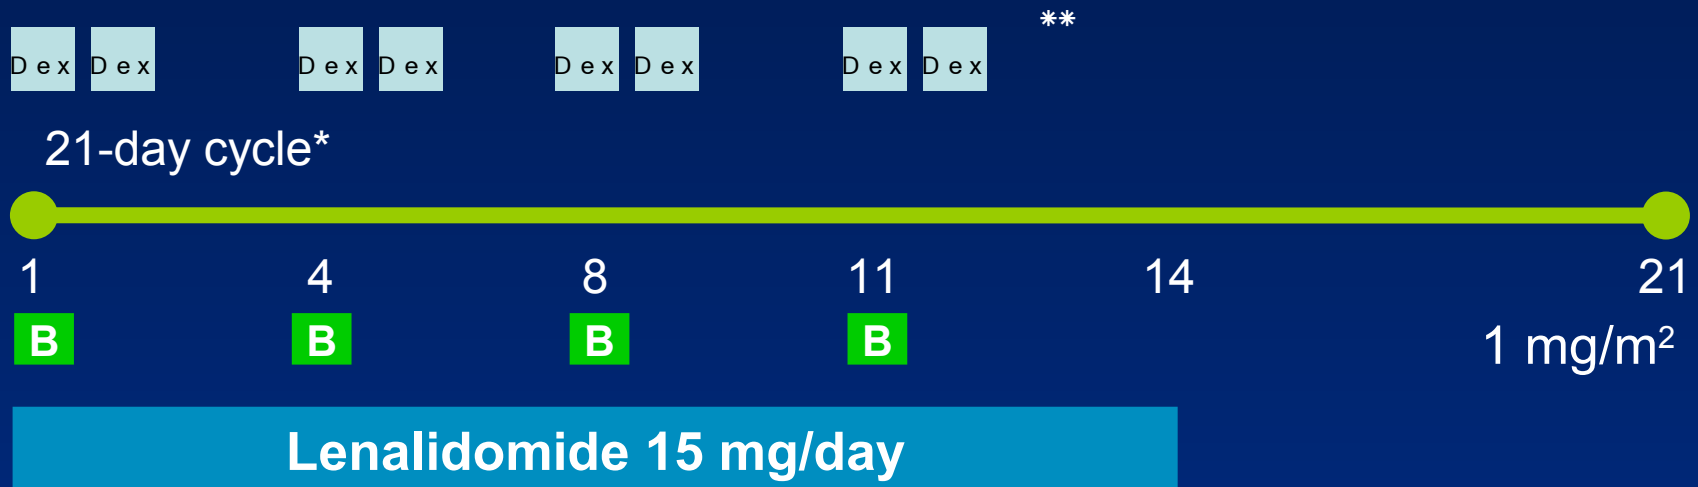 **
Dex Dex Dex Dex Dex Dex Dex Dex
21-day cycle*
1 4 8 11 14 21
B B B B 1 mg/m²
Lenalidomide 15 mg/day